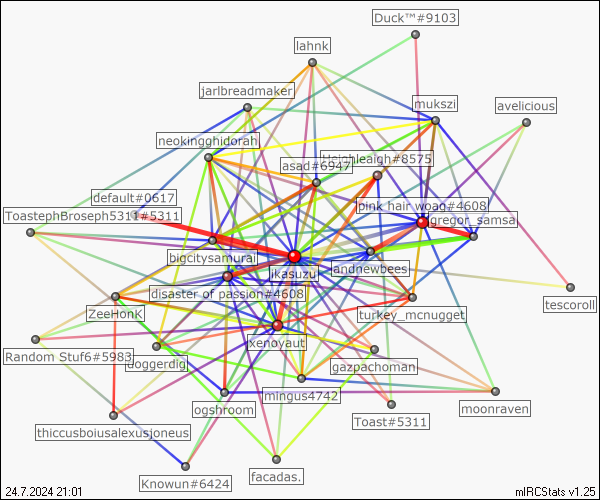 Duck™#9103
lahnk
jarlbreadmaker
mukszi
avelicious
neokingghidorah
asad#6947
default#0617
pink hair woag#4608
ToastephBroseph5311#5311
gregor_samsa
bigcitysamurai
ikasuzu
andnewbees
disaster of passion#4608
tescoroll
ZeeHonk
turkey_mcnugget
xenoyaut
Random Stuf6#5983
doggerdig
gazpachoman
mingus4742
moonraven
ogshroom
Toast#5311
thiccusboiusalexusjoneus
facadas.
Knowun#6424
24.7.2024 21:01
mIRCStats v1.25